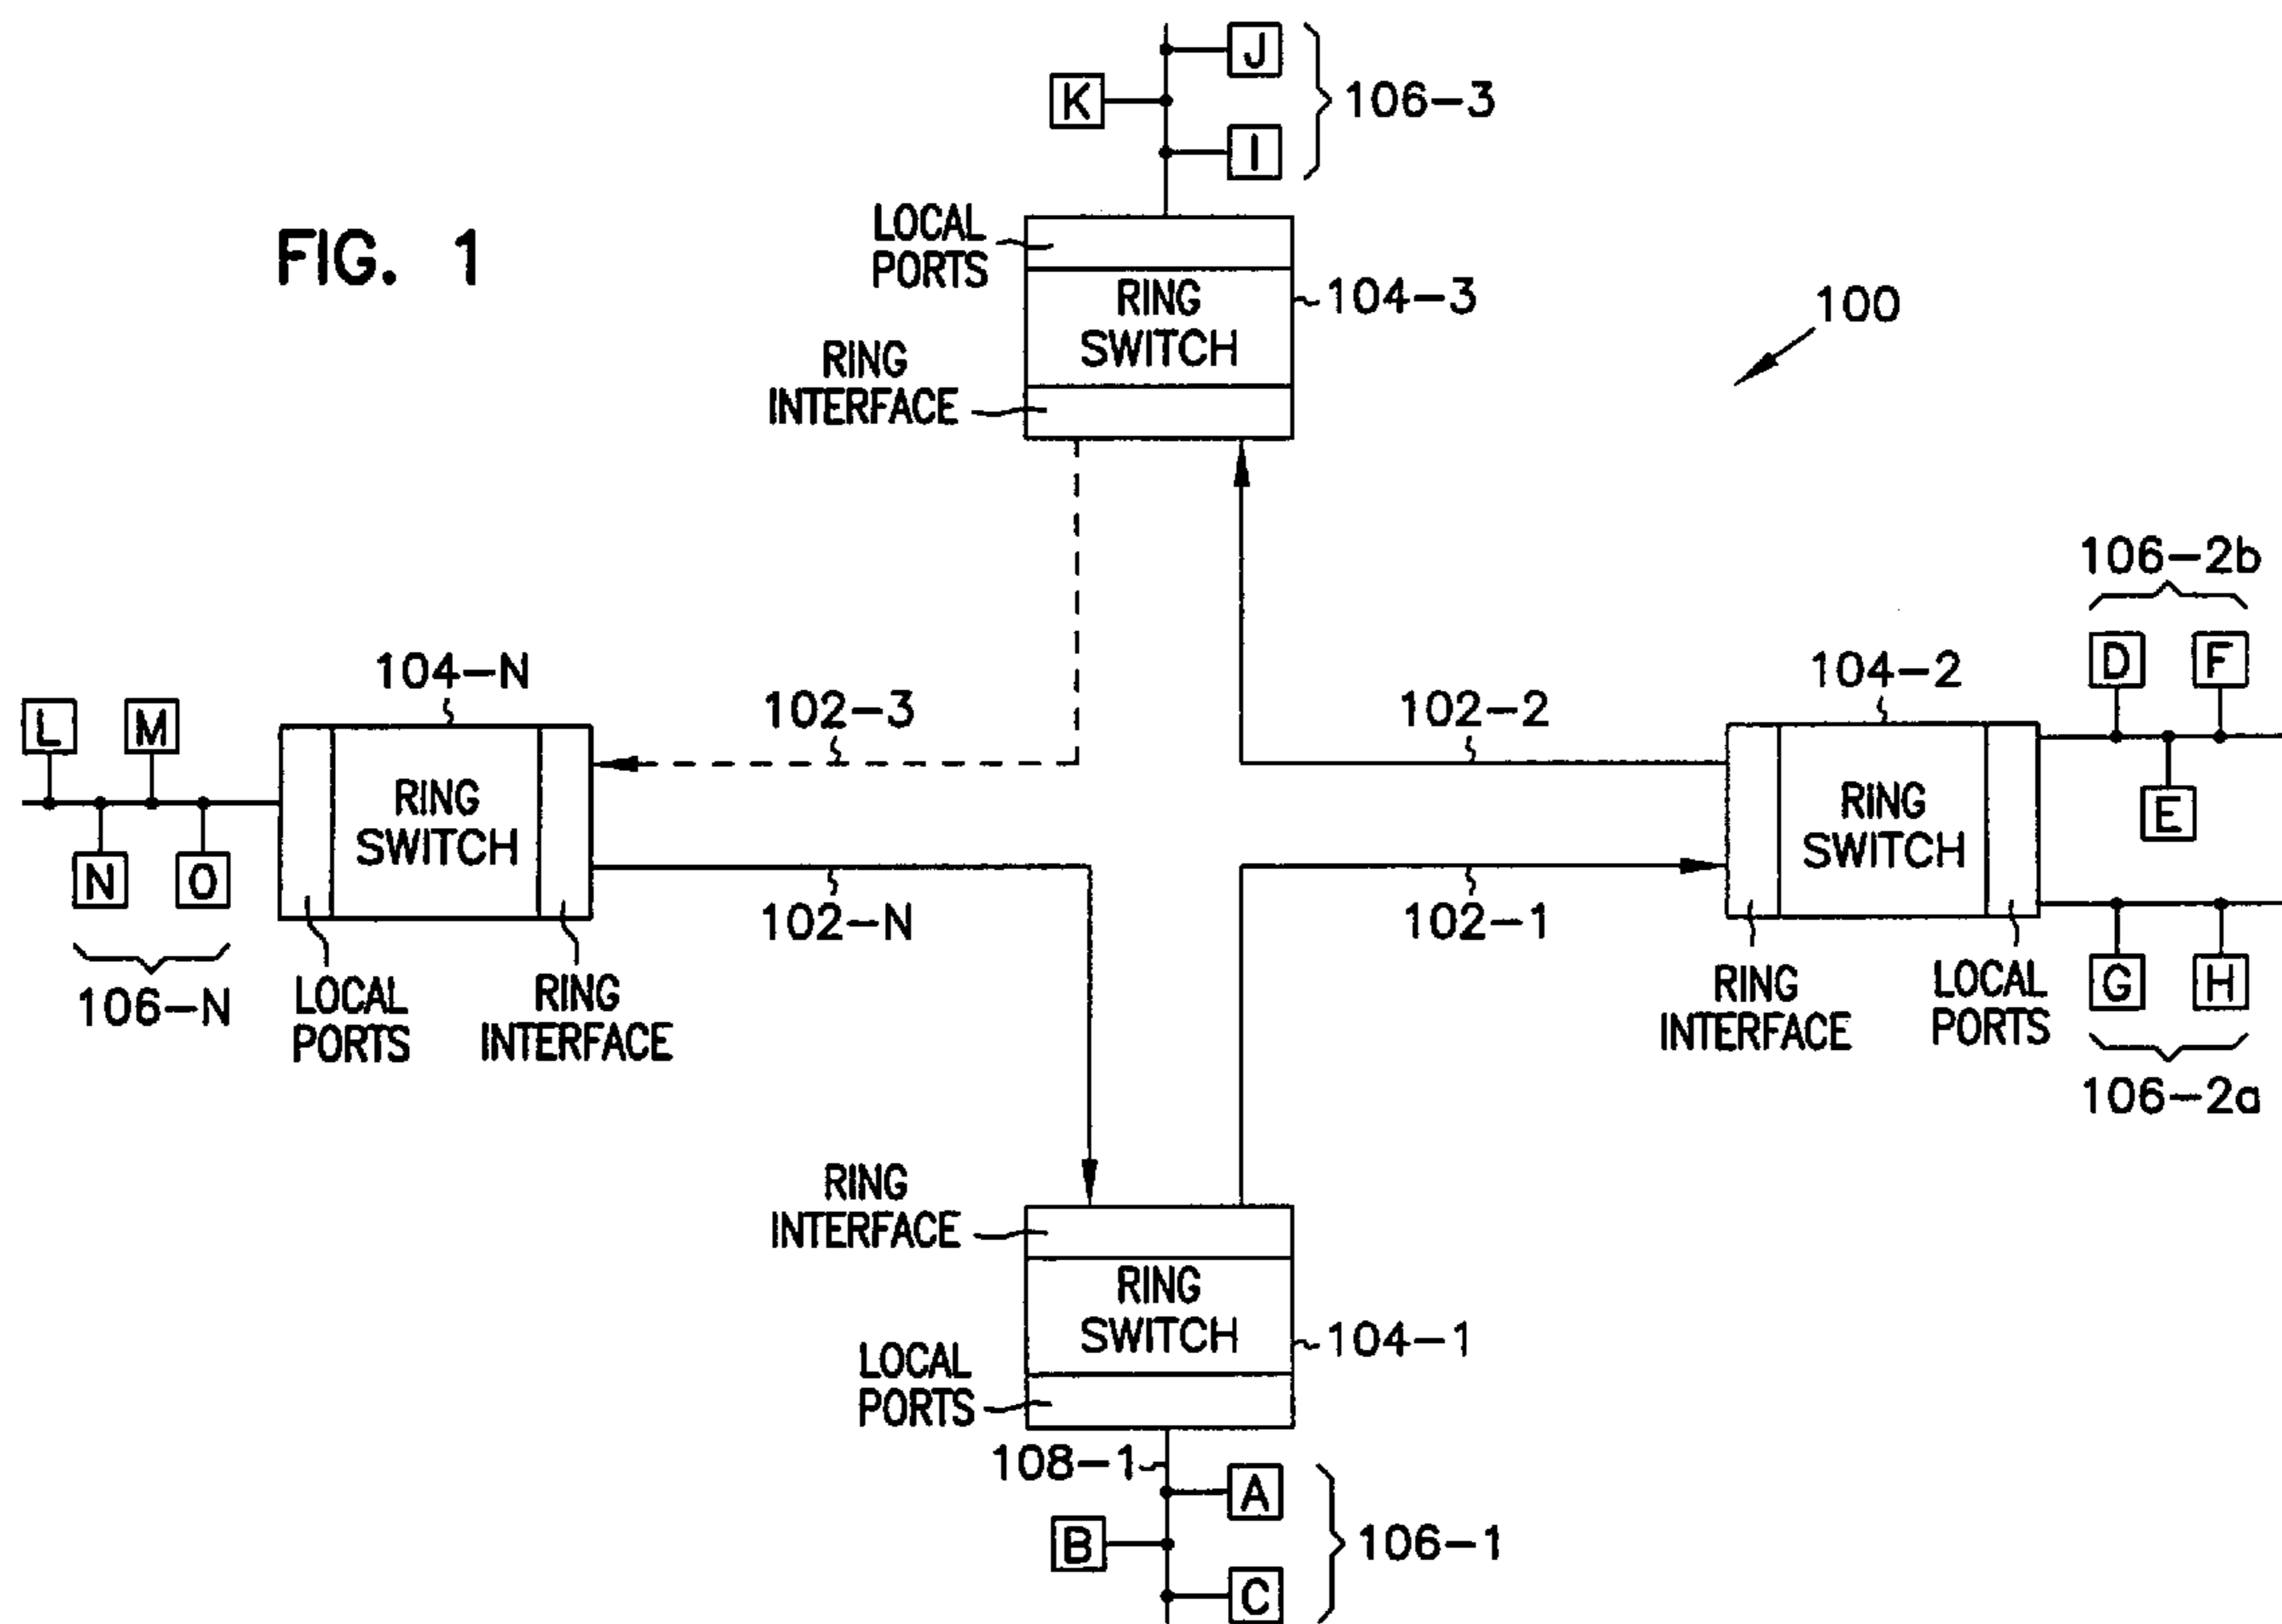 FIG. 1
J
K
I
106-3
LOCAL
PORTS
RING
SWITCH
104-3
RING
INTERFACE
100
106-2b
D
F
E
104-N
102-3
102-2
104-2
L
M
N
O
RING
SWITCH
RING
SWITCH
106-N
LOCAL
PORTS
RING
INTERFACE
102-N
102-1
RING
INTERFACE
LOCAL
PORTS
G
H
106-2a
RING
INTERFACE
RING
SWITCH
104-1
LOCAL
PORTS
108-1
A
B
C
106-1